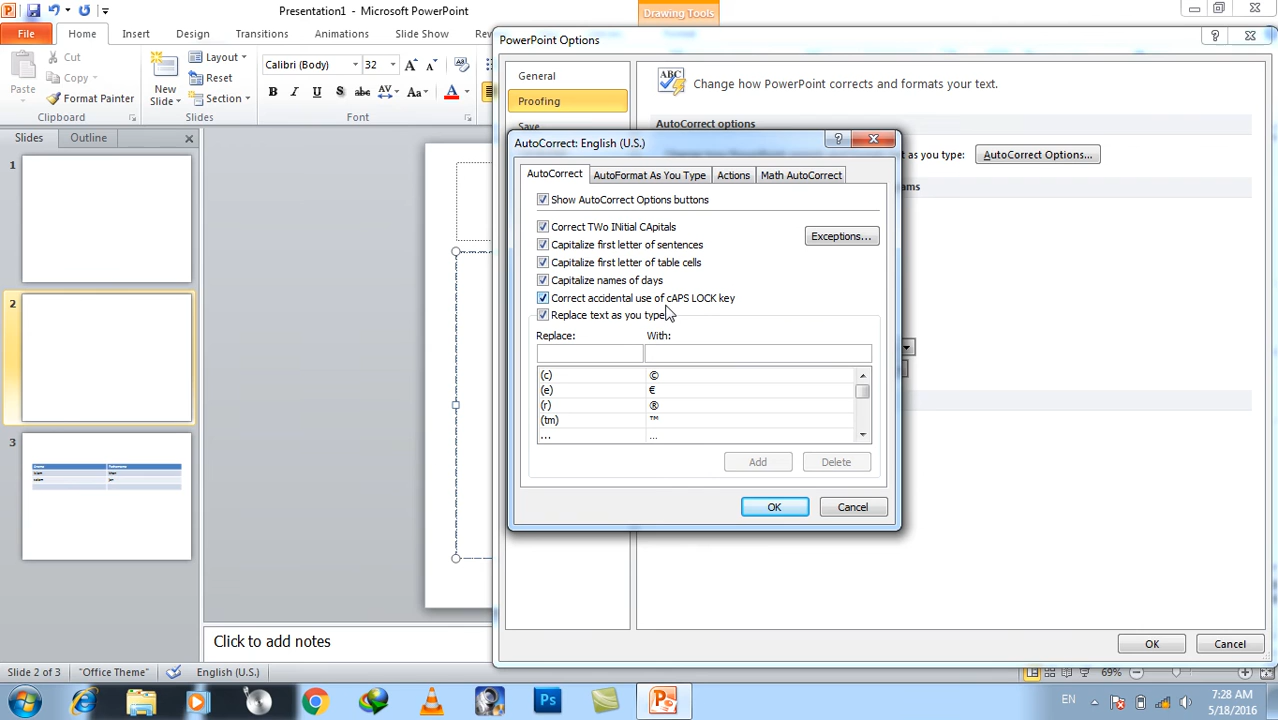 Presentation1 - Microsoft PowerPoint
Drawing Tools
File Home Insert Design Transitions Animations Slide Show
PowerPoint Options
Cut
Copy
Format Painter
Paste
Clipboard
New Slide
Layout
Reset
Section
Slides
Calibri (Body) 32
B I U S abc AV Aa A
Font
General
Proofing
Save
ABC
Change how PowerPoint corrects and formats your text.
AutoCorrect options
as you type: AutoCorrect Options...
Slides Outline
1
2
3
AutoCorrect: English (U.S.)
AutoCorrect AutoFormat As You Type Actions Math AutoCorrect
Show AutoCorrect Options buttons
Correct TWo INitial CApitals
Exceptions...
Capitalize first letter of sentences
Capitalize first letter of table cells
Capitalize names of days
Correct accidental use of cAPS LOCK key
Replace text as you type
Replace: With:
(c) ©
(e) €
(r) ®
(tm) ™
... ...
Add Delete
OK Cancel
Click to add notes
OK Cancel
Slide 2 of 3 "Office Theme" English (U.S.) 69%
Ps
EN
7:28 AM
5/18/2016